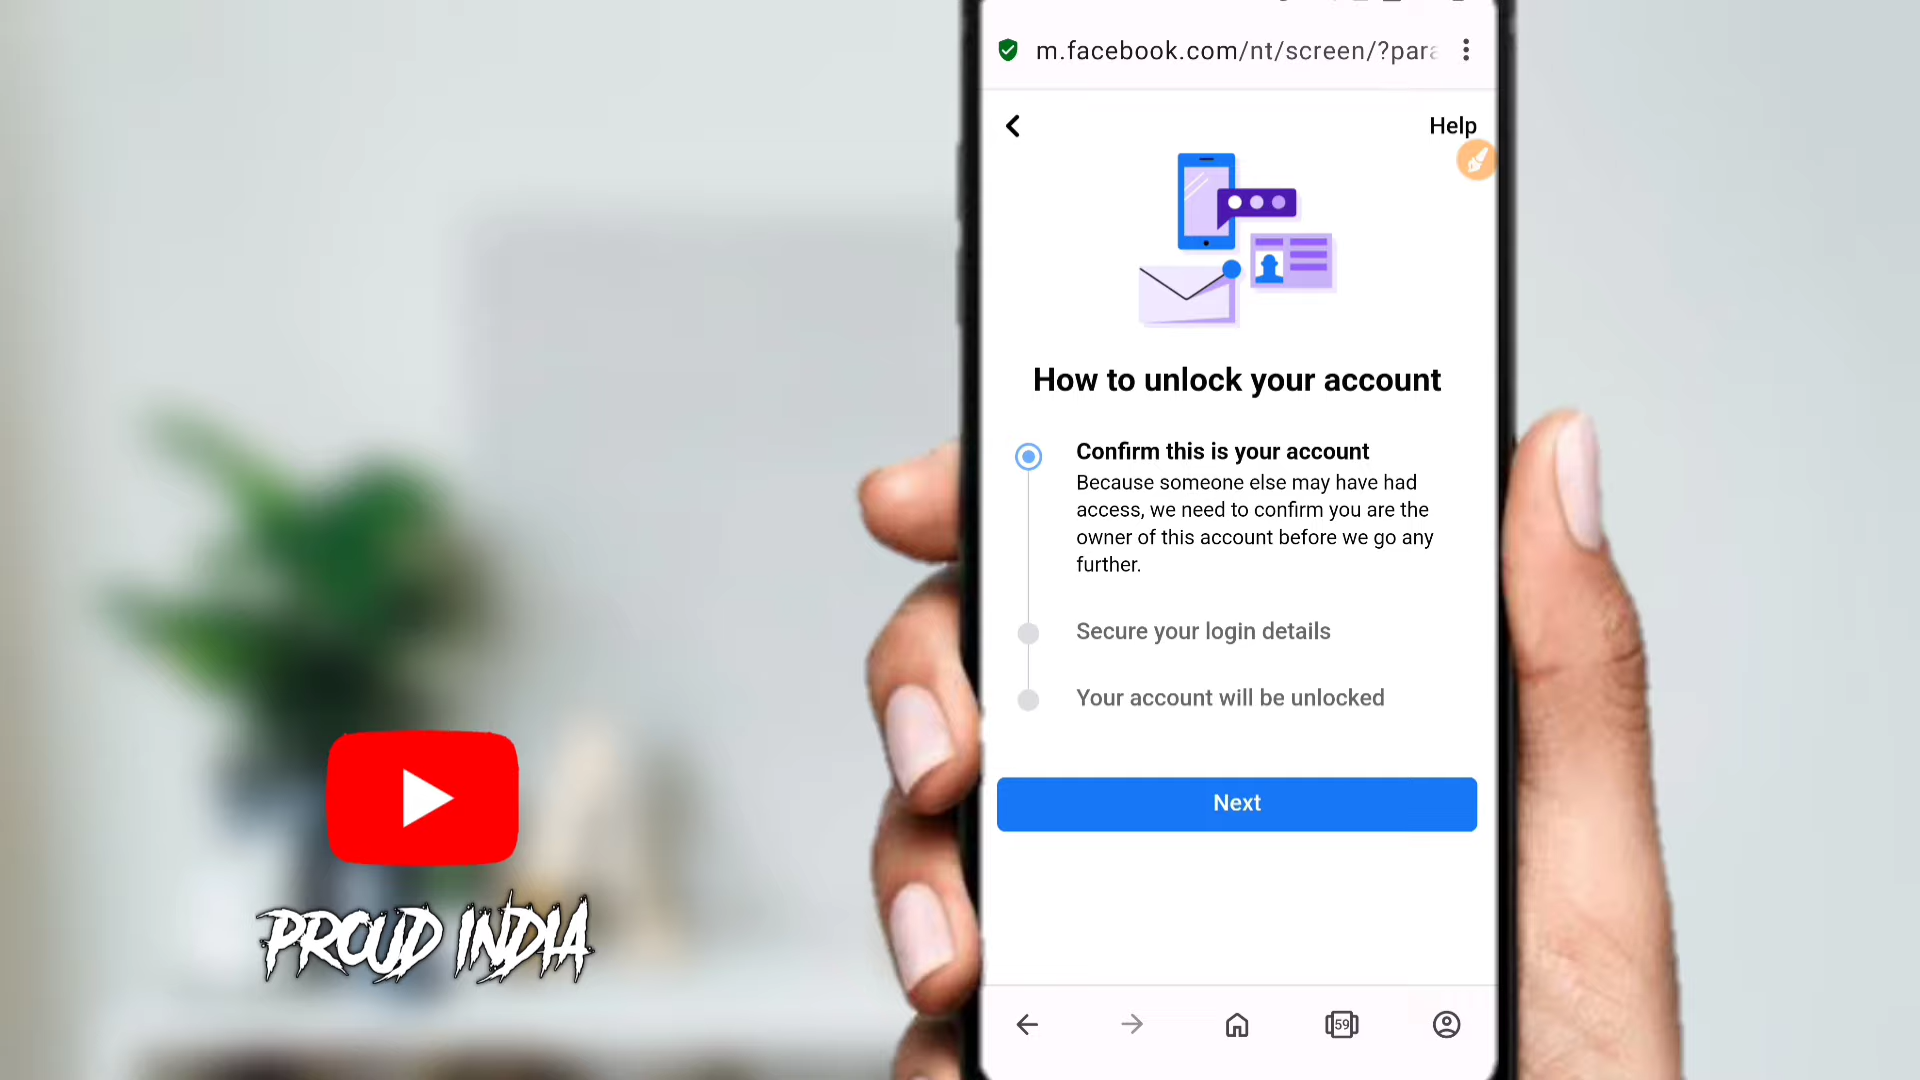 m.facebook.com/nt/screen/?para
Help
How to unlock your account
Confirm this is your account
Because someone else may have had
access, we need to confirm you are the
owner of this account before we go any
further.
Secure your login details
Your account will be unlocked
Next
59
PROUD INDIA